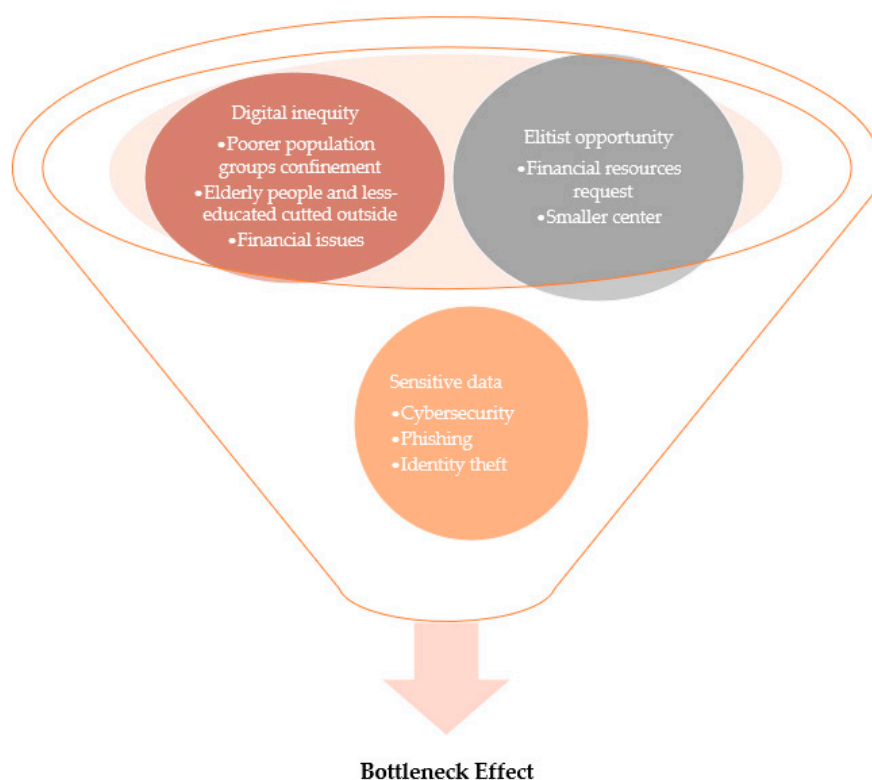 Digital inequity
•Poorer population
groups confinement
•Elderly people and less-
educated cutted outside
•Financial issues
Elitist opportunity
•Financial resources
request
•Smaller center
Sensitive data
•Cybersecurity
•Phishing
•Identity theft
Bottleneck Effect